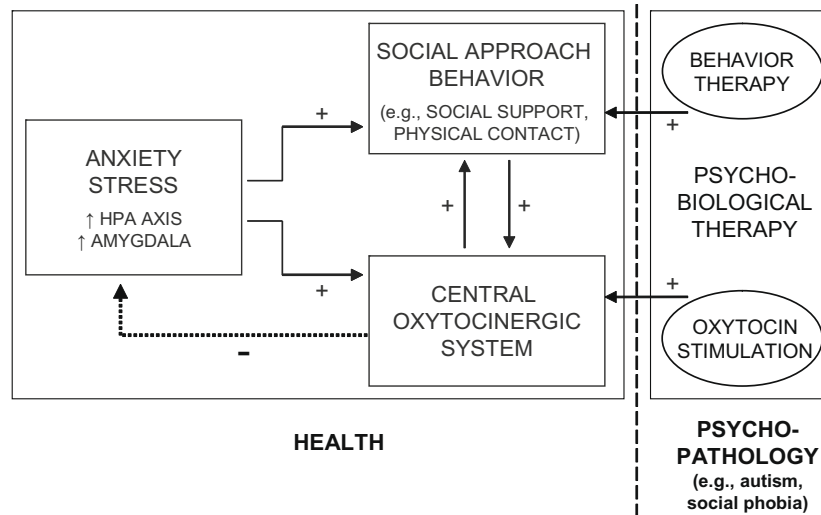 SOCIAL APPROACH
BEHAVIOR
(e.g., SOCIAL SUPPORT,
PHYSICAL CONTACT)
ANXIETY
STRESS
↑ HPA AXIS
↑ AMYGDALA
+
+
+
+
CENTRAL
OXYTOCINERGIC
SYSTEM
-
HEALTH
BEHAVIOR
THERAPY
+
PSYCHO-
BIOLOGICAL
THERAPY
+
OXYTOCIN
STIMULATION
PSYCHO-
PATHOLOGY
(e.g., autism,
social phobia)